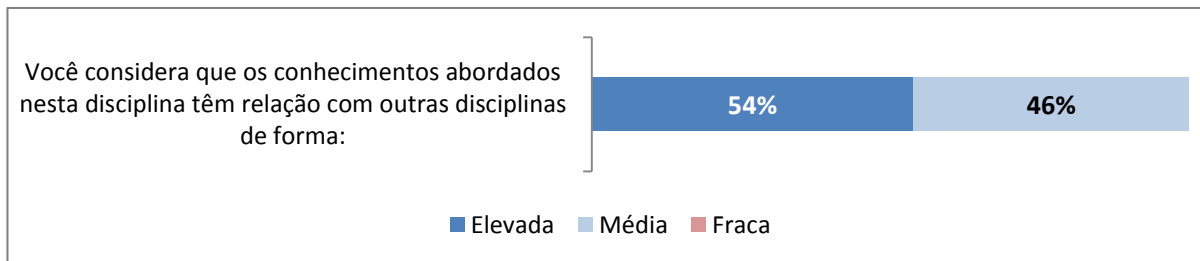 Você considera que os conhecimentos abordados
nesta disciplina têm relação com outras disciplinas
de forma:
54% 46%
Elevada Média Fraca